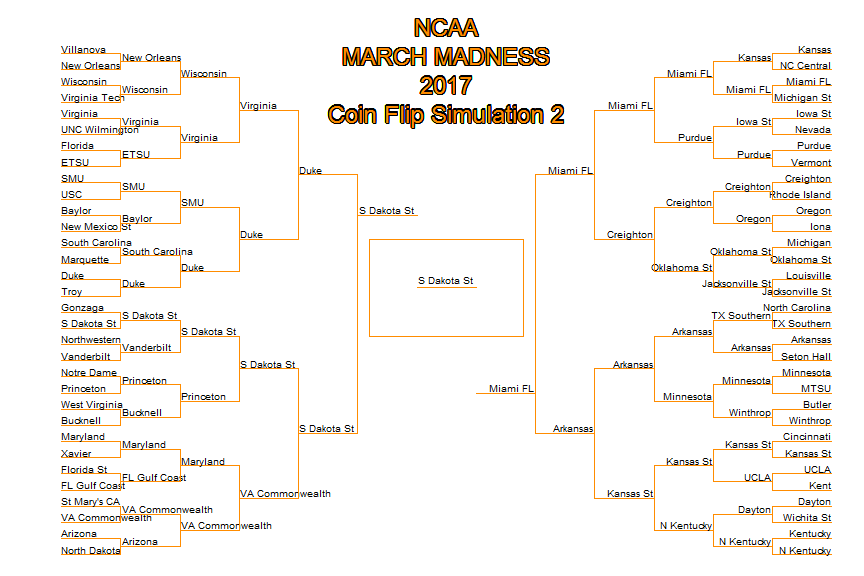 NCAA
MARCH MADNESS
2017
Coin Flip Simulation 2
Villanova
New Orleans
Wisconsin
Virginia Tech
Virginia
UNC Wilmington
Florida
ETSU
SMU
USC
Baylor
New Mexico St
South Carolina
Marquette
Duke
Troy
Gonzaga
S Dakota St
Northwestern
Vanderbilt
Notre Dame
Princeton
West Virginia
Bucknell
Maryland
Xavier
Florida St
FL Gulf Coast
St Mary's CA
VA Commonwealth
Arizona
North Dakota
New Orleans
Wisconsin
Virginia
ETSU
SMU
Baylor
South Carolina
Duke
S Dakota St
Vanderbilt
Princeton
Bucknell
Maryland
FL Gulf Coast
VA Commonwealth
Arizona
Wisconsin
Virginia
SMU
Duke
S Dakota St
Princeton
Maryland
VA Commonwealth
Virginia
Duke
S Dakota St
VA Commonwealth
Duke
S Dakota St
S Dakota St
S Dakota St
Miami FL
Miami FL
Arkansas
Miami FL
Creighton
Arkansas
Kansas St
Miami FL
Purdue
Creighton
Oklahoma St
Arkansas
Minnesota
Kansas St
N Kentucky
Kansas
Miami FL
Iowa St
Purdue
Creighton
Oregon
Oklahoma St
Jacksonville St
TX Southern
Arkansas
Minnesota
Winthrop
Kansas St
UCLA
Dayton
N Kentucky
Kansas
NC Central
Miami FL
Michigan St
Iowa St
Nevada
Purdue
Vermont
Creighton
Rhode Island
Oregon
Iona
Michigan
Oklahoma St
Louisville
Jacksonville St
North Carolina
TX Southern
Arkansas
Seton Hall
Minnesota
MTSU
Butler
Winthrop
Cincinnati
Kansas St
UCLA
Kent
Dayton
Wichita St
Kentucky
N Kentucky